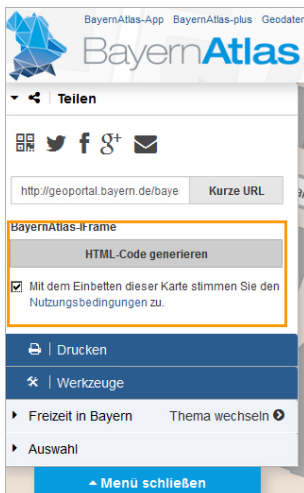 BayernAtlas-App BayernAtlas-plus Geodaten
BayernAtlas
Teilen
http://geoportal.bayern.de/baye
Kurze URL
BayernAtlas-IFrame
HTML-Code generieren
Mit dem Einbetten dieser Karte stimmen Sie den
Nutzungsbedingungen zu.
Drucken
Werkzeuge
Freizeit in Bayern Thema wechseln
Auswahl
Menü schließen